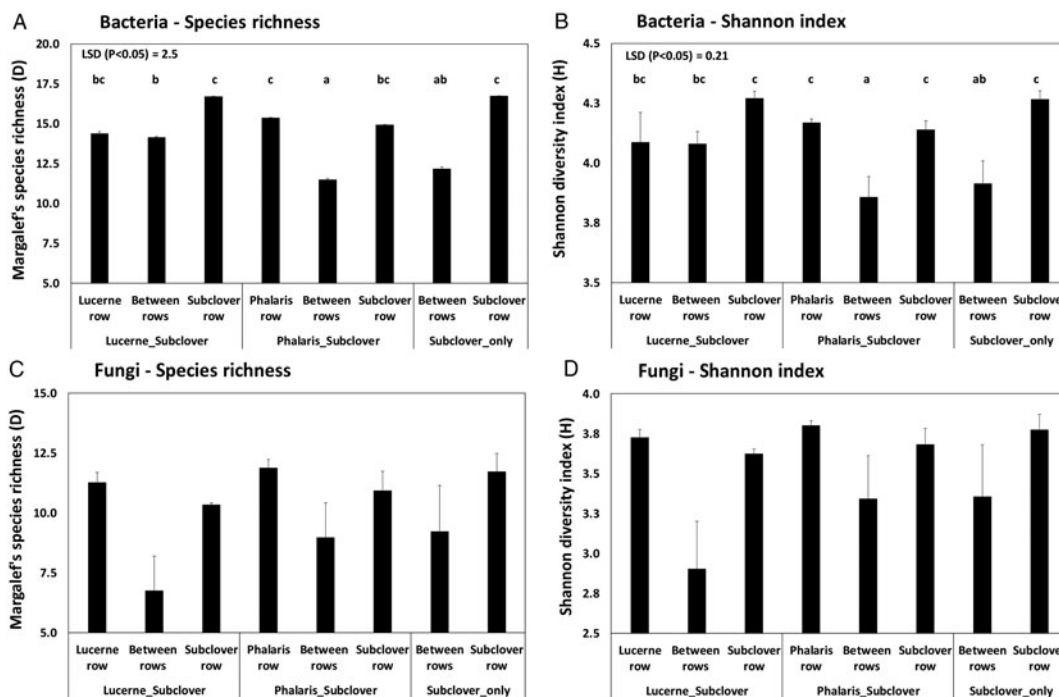 A Bacteria - Species richness
Margalef's species richness (D)
20.0
17.5
15.0
12.5
10.0
7.5
5.0
LSD (P<0.05) = 2.5
bc b c c a bc ab c
Lucerne row Between rows Subclover row Phalaris row Between rows Subclover row Between rows Subclover row
Lucerne_Subclover Phalaris_Subclover Subclover_only
B Bacteria - Shannon index
Shannon diversity index (H)
4.5
4.3
4.0
3.8
3.5
LSD (P<0.05) = 0.21
bc bc c c a c ab c
Lucerne row Between rows Subclover row Phalaris row Between rows Subclover row Between rows Subclover row
Lucerne_Subclover Phalaris_Subclover Subclover_only
C Fungi - Species richness
Margalef's species richness (D)
15.0
12.5
10.0
7.5
5.0
Lucerne row Between rows Subclover row Phalaris row Between rows Subclover row Between rows Subclover row
Lucerne_Subclover Phalaris_Subclover Subclover_only
D Fungi - Shannon index
Shannon diversity index (H)
4.0
3.8
3.5
3.3
3.0
2.8
2.5
Lucerne row Between rows Subclover row Phalaris row Between rows Subclover row Between rows Subclover row
Lucerne_Subclover Phalaris_Subclover Subclover_only